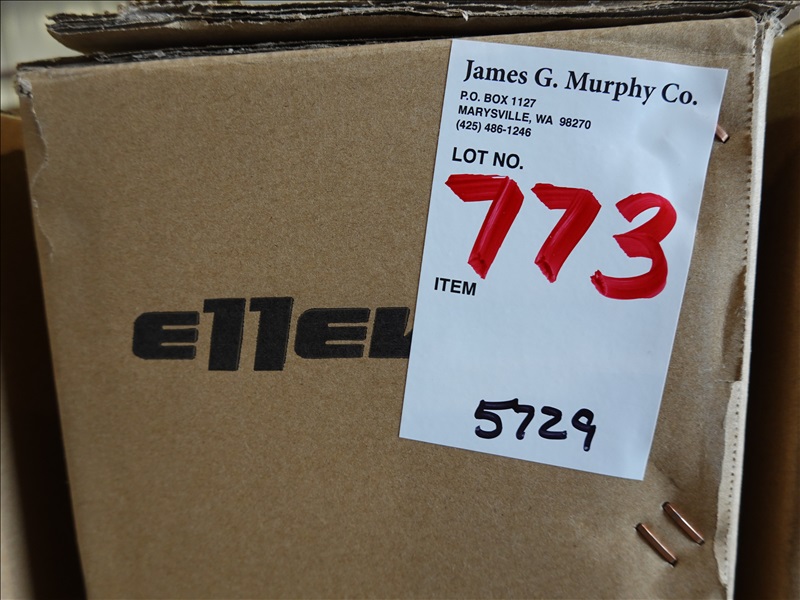 James G. Murphy Co.
P.O. BOX 1127
MARYSVILLE, WA 98270
(425) 486-1246
LOT NO.
773
ITEM
5729